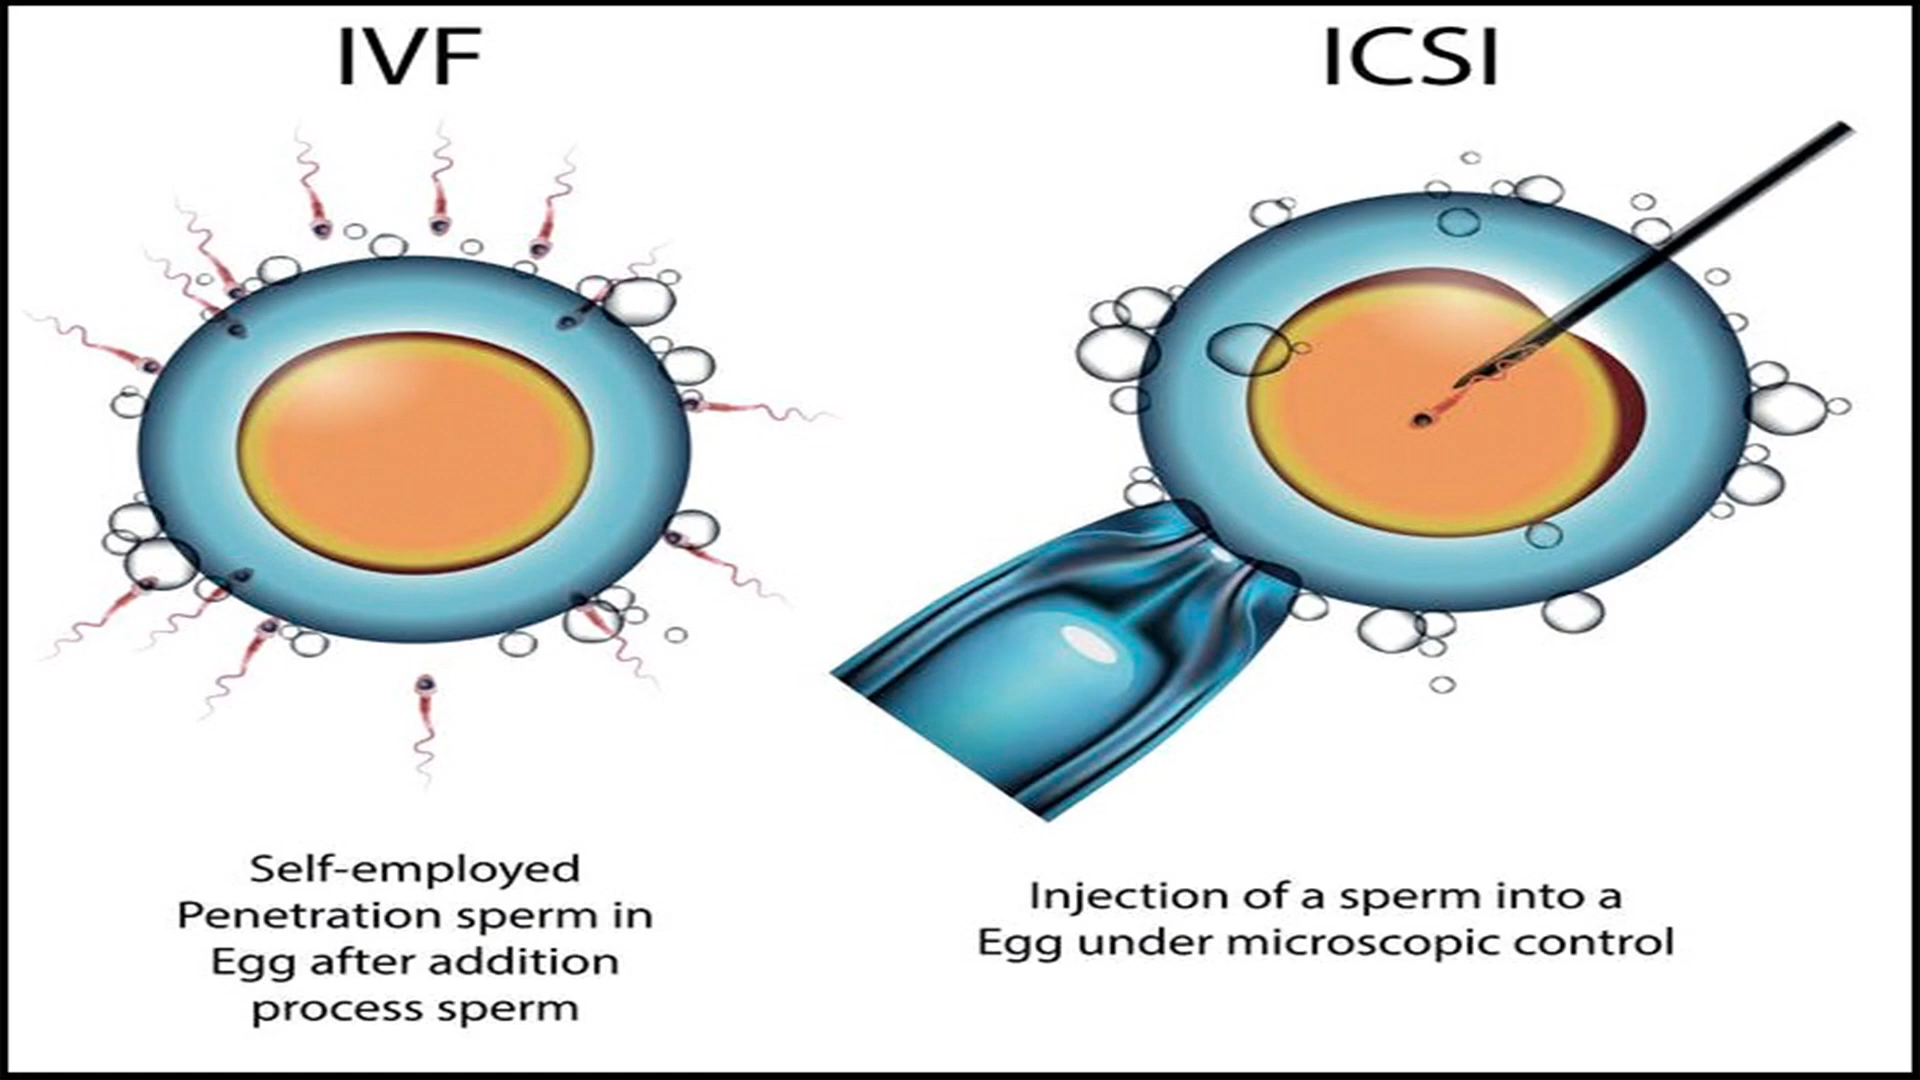 IVF
ICSI
Self-employed
Penetration sperm in
Egg after addition
process sperm
Injection of a sperm into a
Egg under microscopic control